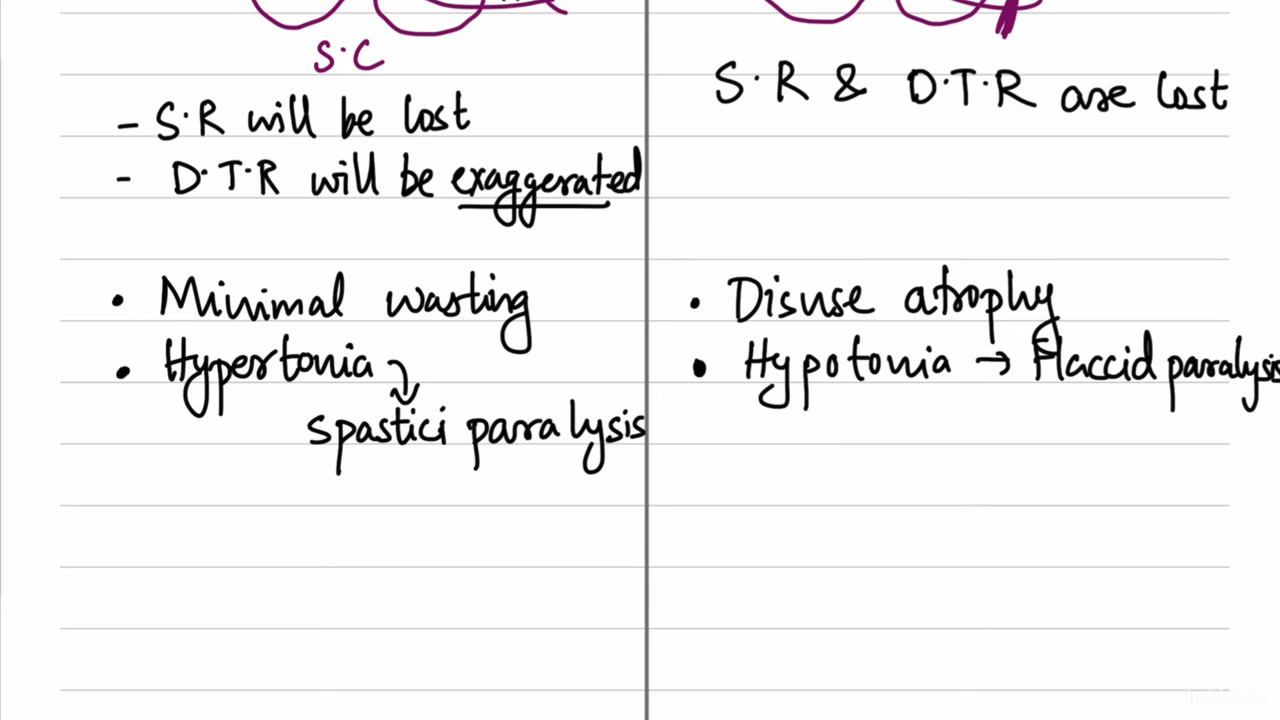 S.C
- S.R will be lost
- D.T.R will be exaggerated
• Minimal wasting
• Hypertonia →
spastici paralysis
S.R & D.T.R are lost
• Disuse atrophy
• Hypotonia → Flaccid paralysis